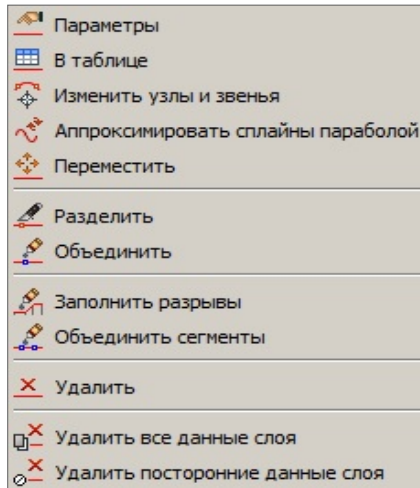 Параметры
В таблице
Изменить узлы и звенья
Аппроксимировать сплайны параболой
Переместить
Разделить
Объединить
Заполнить разрывы
Объединить сегменты
Удалить
Удалить все данные слоя
Удалить посторонние данные слоя